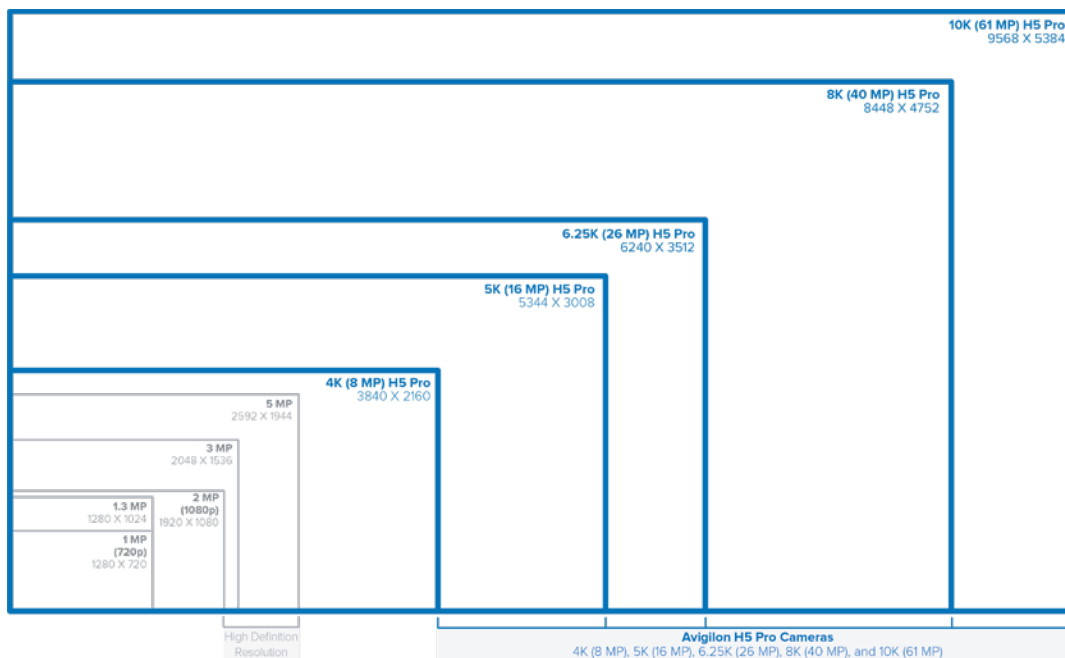 10K (61 MP) H5 Pro
9568 X 5384
8K (40 MP) H5 Pro
8448 X 4752
6.25K (26 MP) H5 Pro
6240 X 3512
5K (16 MP) H5 Pro
5344 X 3008
4K (8 MP) H5 Pro
3840 X 2160
5 MP
2592 X 1944
3 MP
2048 X 1536
2 MP
(1080p)
1920 X 1080
1.3 MP
1280 X 1024
1 MP
(720p)
1280 X 720
High Definition
Resolution
Avigilon H5 Pro Cameras
4K (8 MP), 5K (16 MP), 6.25K (26 MP), 8K (40 MP), and 10K (61 MP)